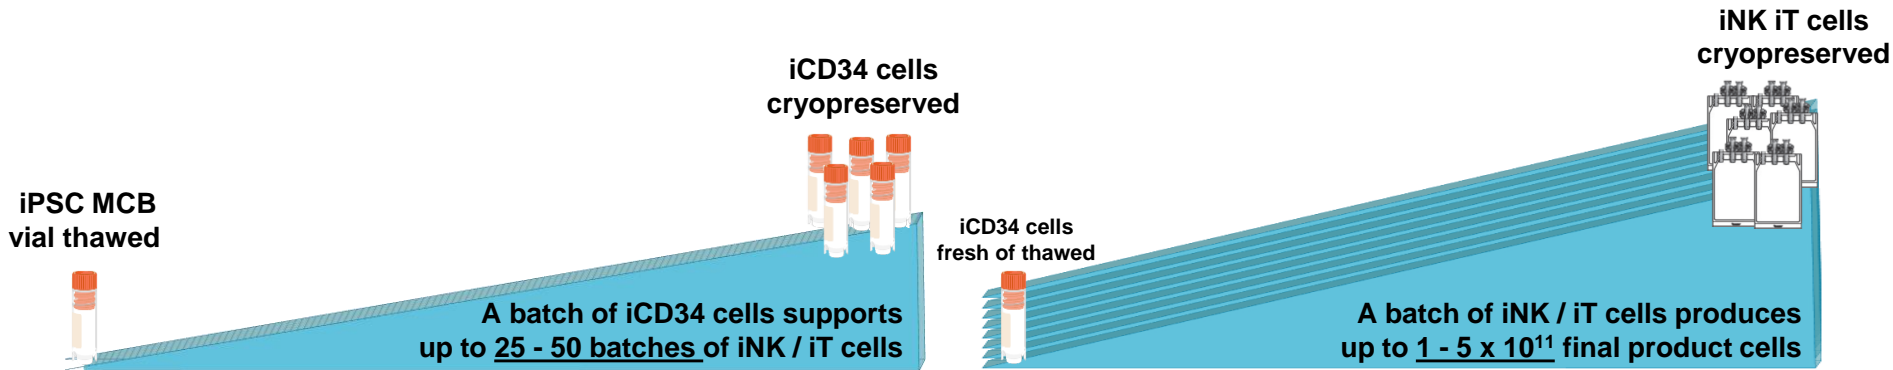 iPSC MCB
vial thawed
iCD34 cells
cryopreserved
A batch of iCD34 cells supports
up to 25 - 50 batches of iNK / iT cells
iCD34 cells
fresh of thawed
iNK iT cells
cryopreserved
A batch of iNK / iT cells produces
up to 1 - 5 x 10¹¹ final product cells